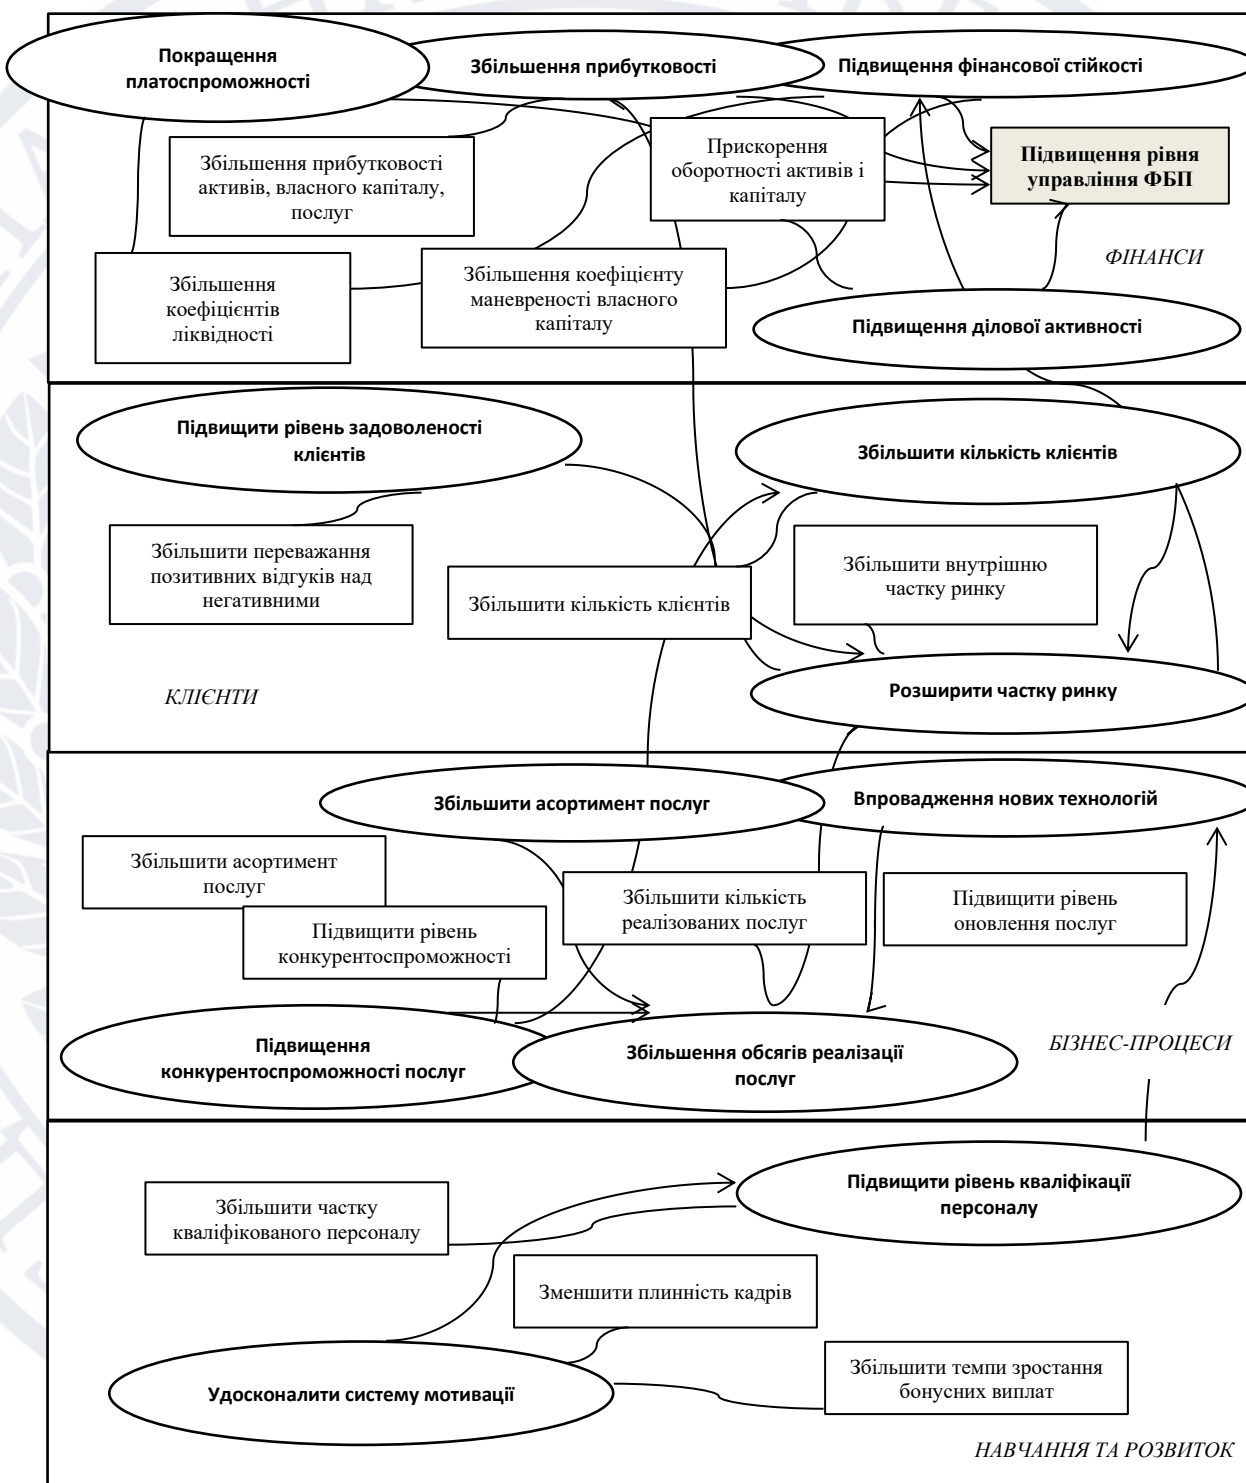 Покращення
платоспроможності
Збільшення прибутковості
Підвищення фінансової стійкості
Збільшення прибутковості
активів, власного капіталу,
послуг
Прискорення
оборотності активів і
капіталу
Підвищення рівня
управління ФБП
ФІНАНСИ
Збільшення
коефіцієнтів
ліквідності
Збільшення коефіцієнту
маневреності власного
капіталу
Підвищення ділової активності
Підвищити рівень задоволеності
клієнтів
Збільшити кількість клієнтів
Збільшити переважання
позитивних відгуків над
негативними
Збільшити кількість клієнтів
Збільшити внутрішню
частку ринку
КЛІЄНТИ
Розширити частку ринку
Збільшити асортимент послуг
Впровадження нових технологій
Збільшити асортимент
послуг
Підвищити рівень
конкурентоспроможності
Збільшити кількість
реалізованих послуг
Підвищити рівень
оновлення послуг
Підвищення
конкурентоспроможності послуг
Збільшення обсягів реалізації
послуг
БІЗНЕС-ПРОЦЕСИ
Підвищити рівень кваліфікації
персоналу
Збільшити частку
кваліфікованого персоналу
Зменшити плинність кадрів
Удосконалити систему мотивації
Збільшити темпи зростання
бонусних виплат
НАВЧАННЯ ТА РОЗВИТОК